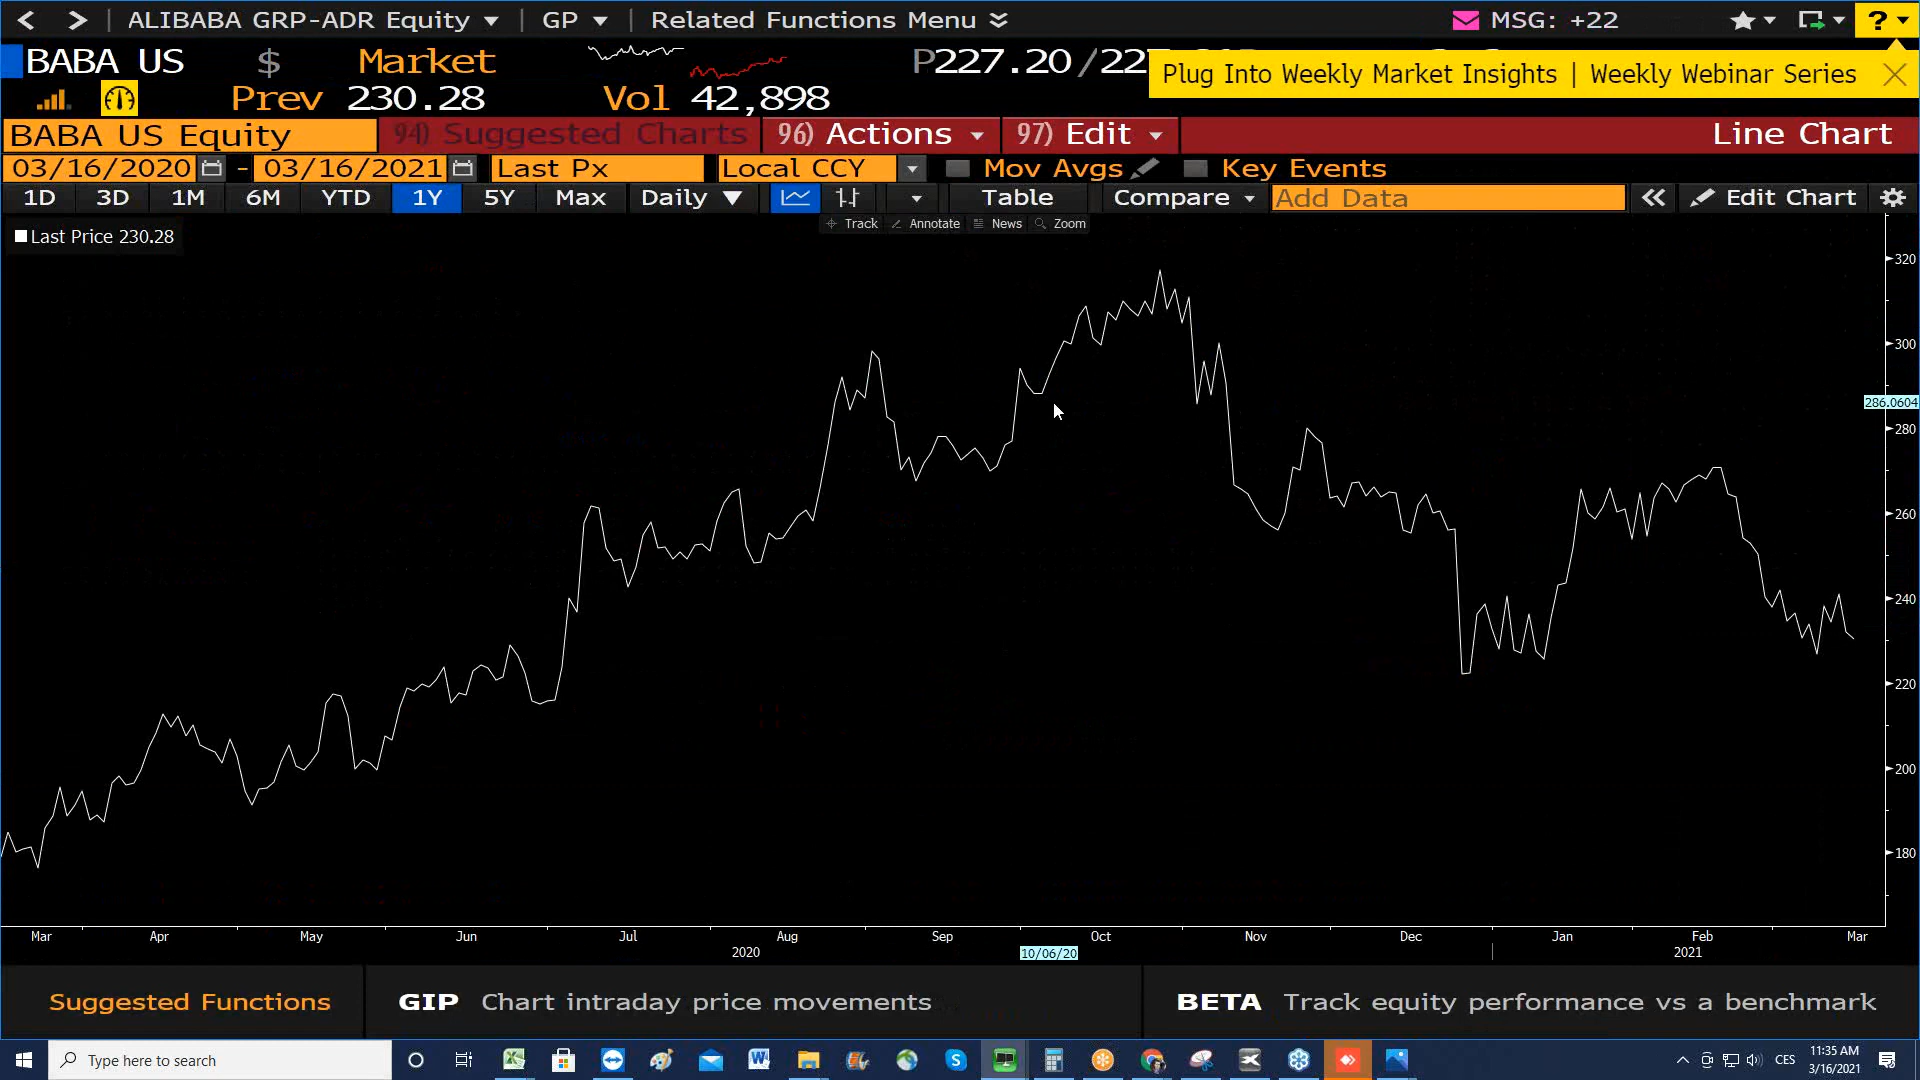 ALIBABA GRP-ADR Equity GP Related Functions Menu MSG: +22 ?
BABA US $ Market P227.20/227
Plug Into Weekly Market Insights | Weekly Webinar Series
Prev 230.28 Vol 42,898
BABA US Equity 94) Suggested Charts 96) Actions 97) Edit Line Chart
03/16/2020 - 03/16/2021 Last Px Local CCY Mov Avgs Key Events
1D 3D 1M 6M YTD 1Y 5Y Max Daily Table Compare Add Data Edit Chart
Track Annotate News Zoom
Last Price 230.28
320
300
286.0604
280
260
240
220
200
180
Mar Apr May Jun Jul Aug Sep Oct Nov Dec Jan Feb Mar
2020 10/06/20 2021
Suggested Functions GIP Chart intraday price movements BETA Track equity performance vs a benchmark
Type here to search CES 11:35 AM
3/16/2021